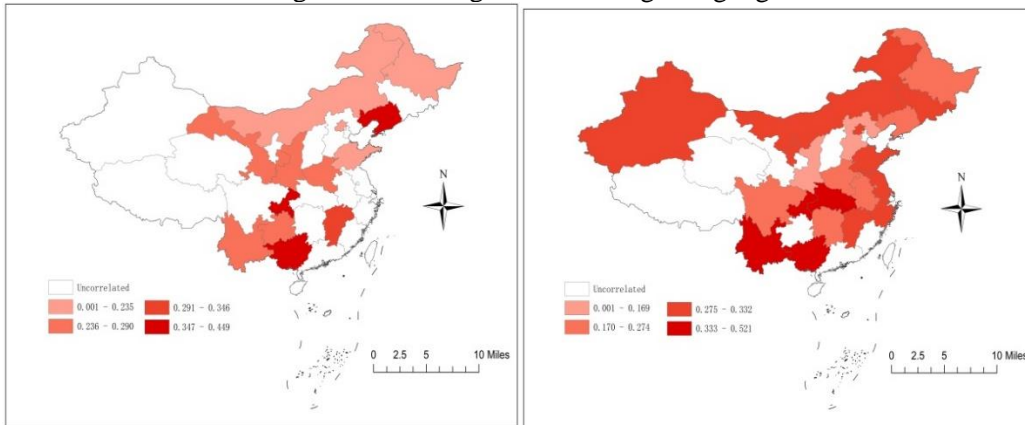 N
Uncorrelated
0.001 - 0.235
0.291 - 0.346
0.236 - 0.290
0.347 - 0.449
0 2.5 5 10 Miles
N
Uncorrelated
0.001 - 0.169
0.275 - 0.332
0.170 - 0.274
0.333 - 0.521
0 2.5 5 10 Miles